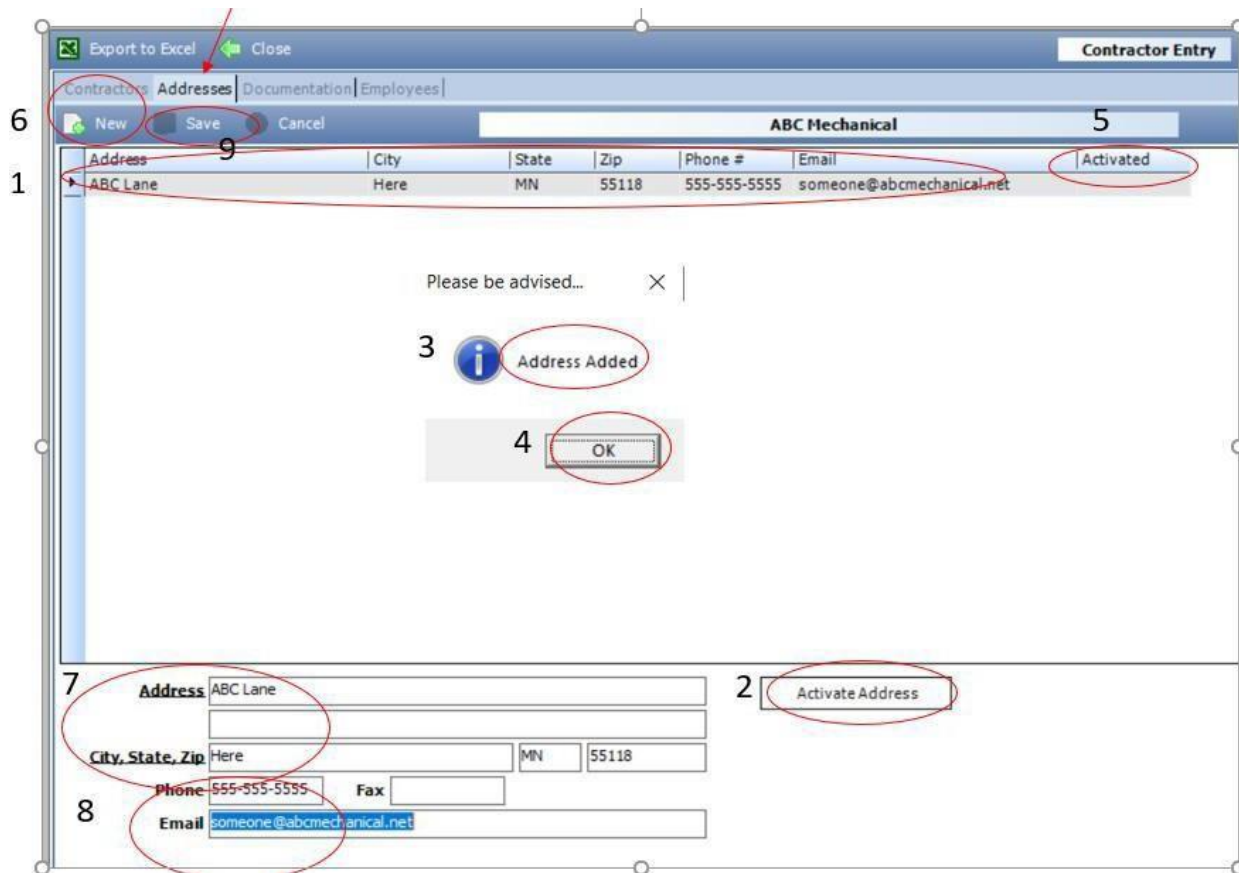 Export to Excel Close Contractor Entry
Contractors Addresses Documentation Employees
6 New Save Cancel ABC Mechanical 5
9
Address City State Zip Phone # Email Activated
1 ABC Lane Here MN 55118 555-555-5555 someone@abcmechanical.net
Please be advised...
3 Address Added
4 OK
7 Address ABC Lane 2 Activate Address
City, State, Zip Here MN 55118
Phone 555-555-5555 Fax
8 Email someone@abcmechanical.net